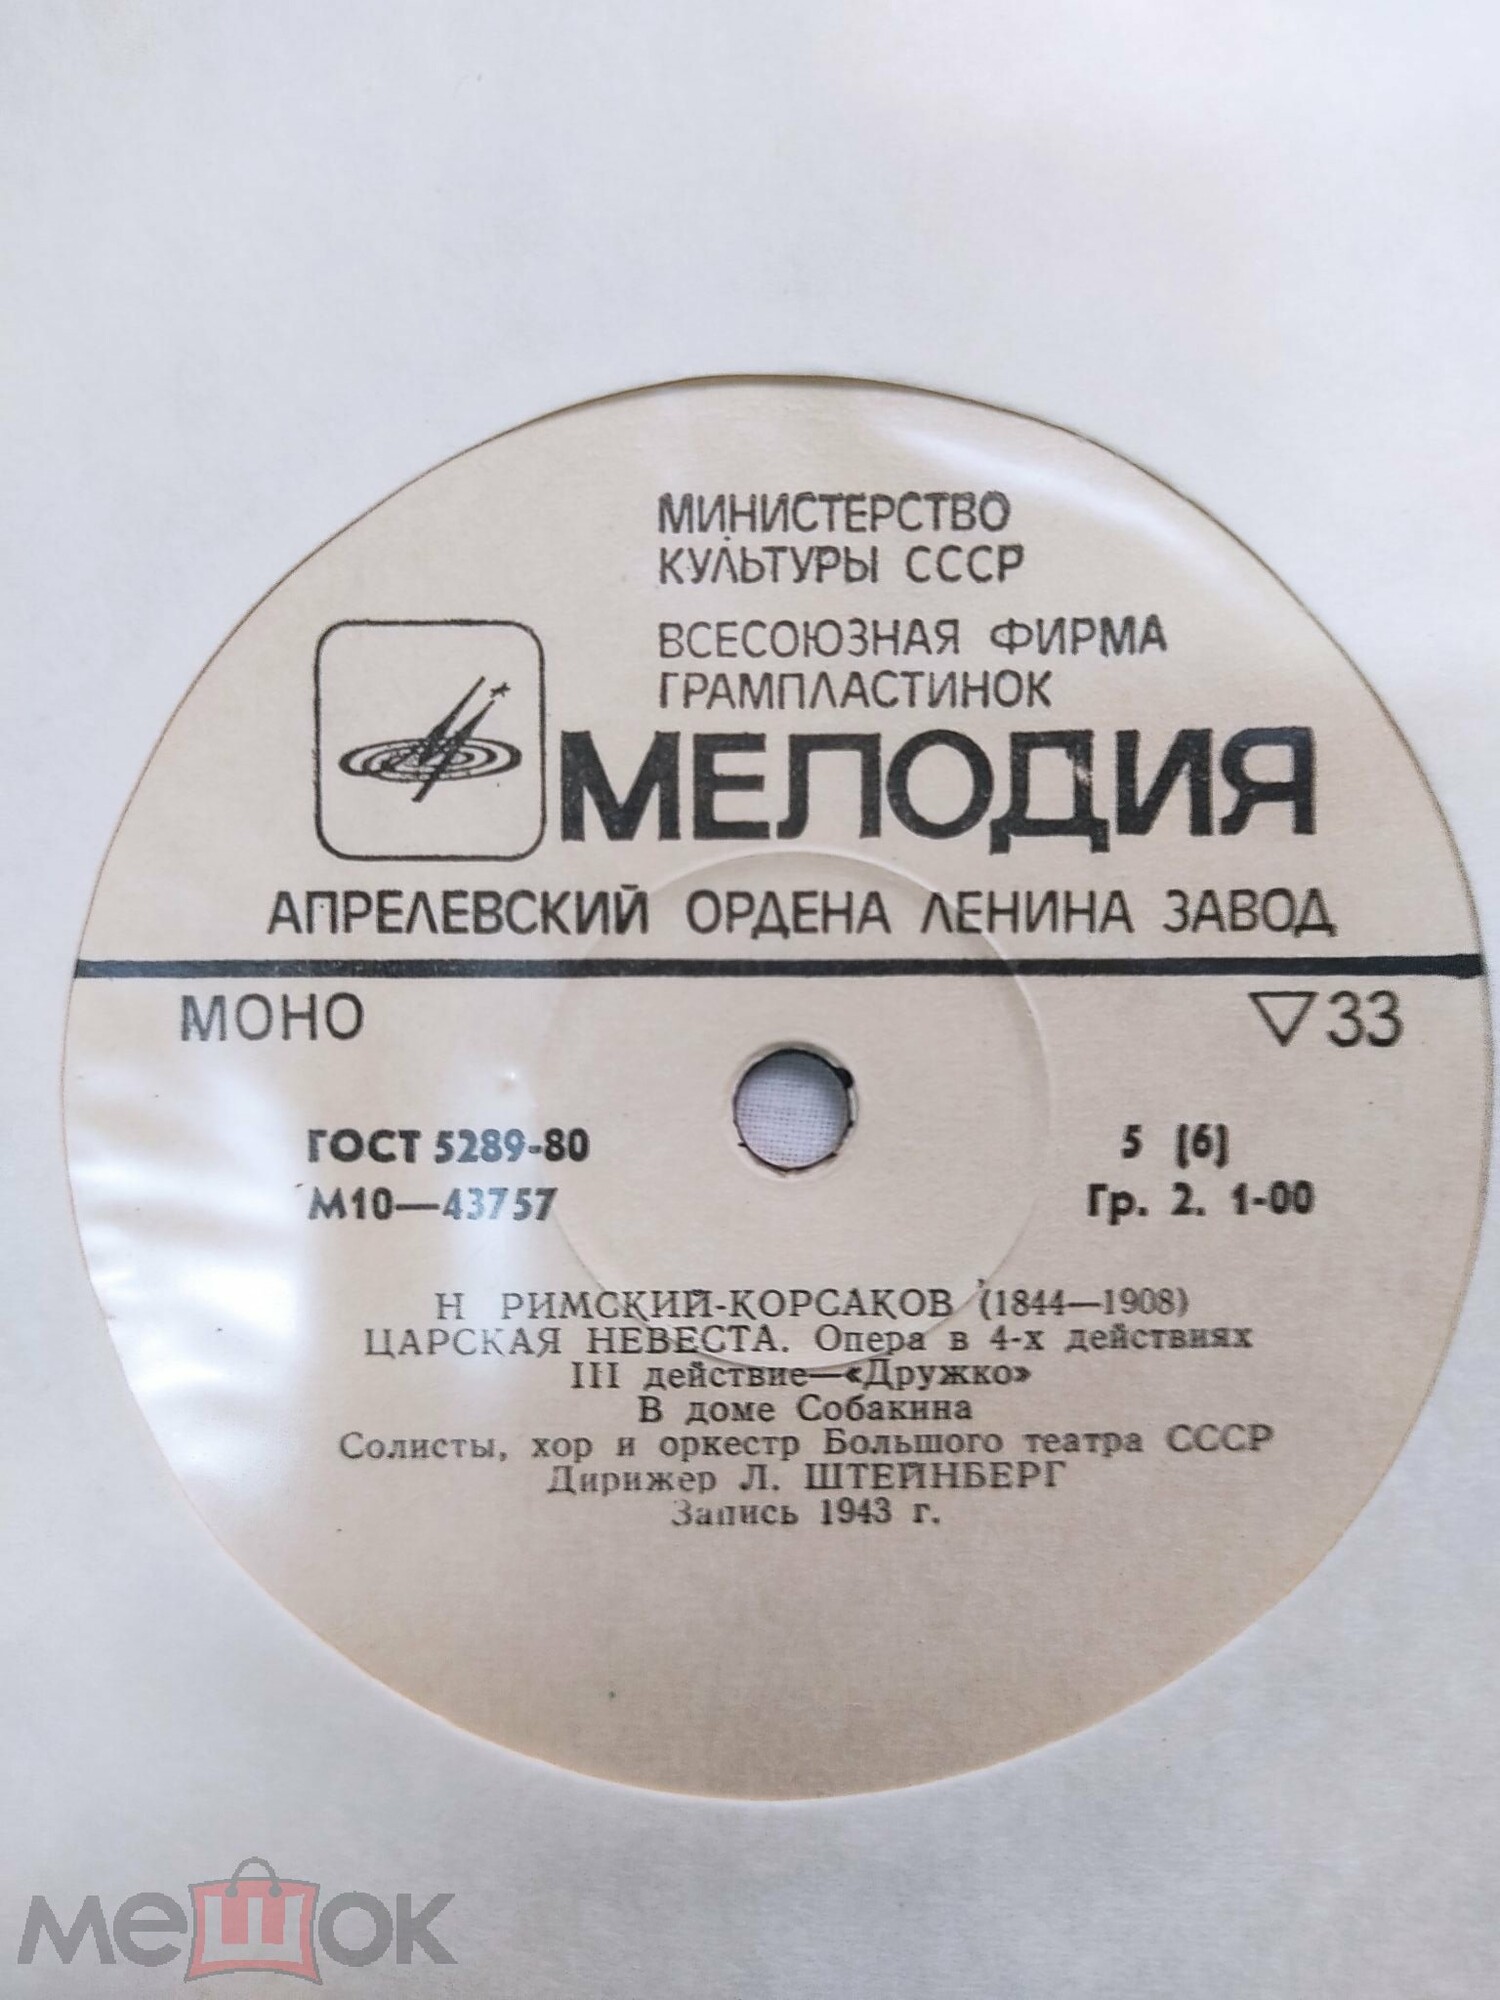 МИНИСТЕРСТВО
КУЛЬТУРЫ СССР
ВСЕСОЮЗНАЯ ФИРМА
ГРАМПЛАСТИНОК
МЕЛОДИЯ
АПРЕЛЕВСКИЙ ОРДЕНА ЛЕНИНА ЗАВОД
МОНО ▽33
ГОСТ 5289-80 5 (6)
М10—43757 Гр. 2. 1-00
Н РИМСКИЙ-КОРСАКОВ (1844—1908)
ЦАРСКАЯ НЕВЕСТА. Опера в 4-х действиях
III действие—«Дружко»
В доме Собакина
Солисты, хор и оркестр Большого театра СССР
Дирижер Л. ШТЕЙНБЕРГ
Запись 1943 г.
мешок